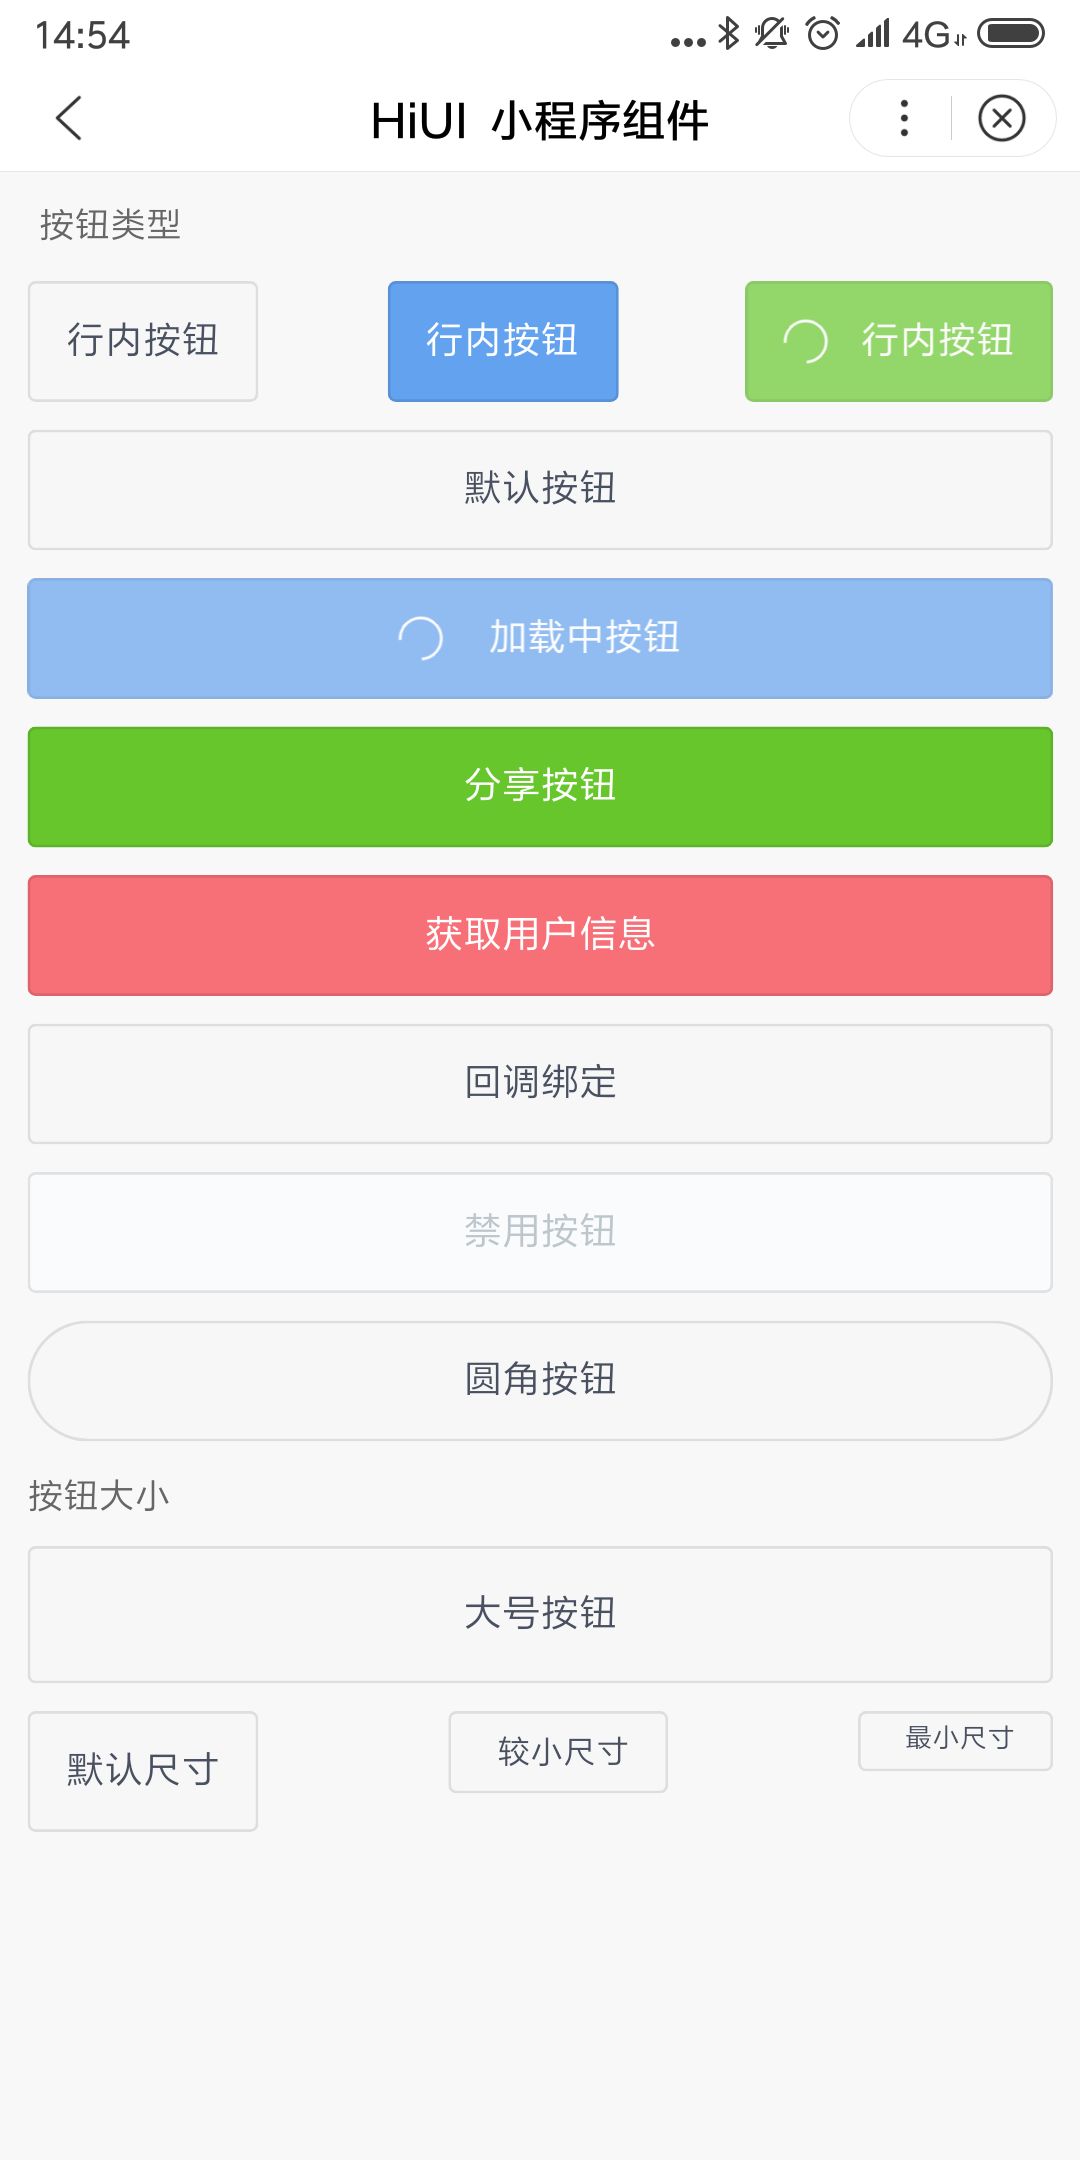 14:54
4G
HiUI 小程序组件
按钮类型
行内按钮 行内按钮 行内按钮
默认按钮
加载中按钮
分享按钮
获取用户信息
回调绑定
禁用按钮
圆角按钮
按钮大小
大号按钮
默认尺寸 较小尺寸 最小尺寸